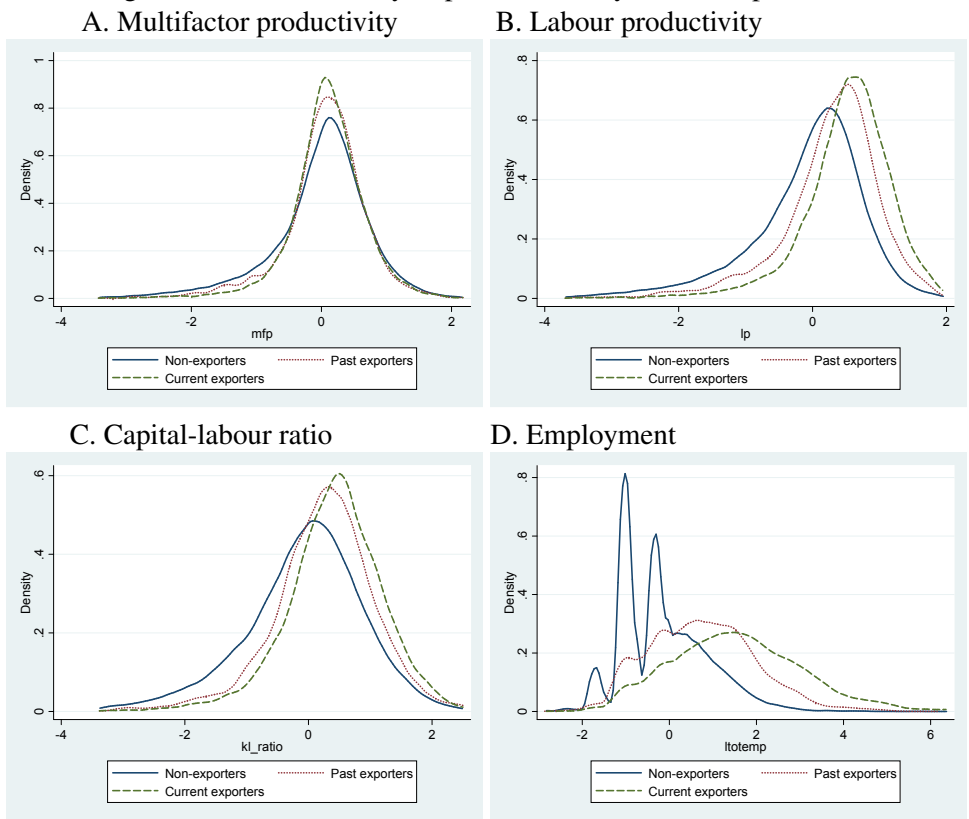 A. Multifactor productivity
B. Labour productivity
Density
0 .2 .4 .6 .8 1
-4 -2 0 2
mfp
Non-exporters Past exporters
Current exporters
Density
0 .2 .4 .6 .8
-4 -2 0 2
lp
Non-exporters Past exporters
Current exporters
C. Capital-labour ratio
D. Employment
Density
0 .2 .4 .6
-4 -2 0 2
kl_ratio
Non-exporters Past exporters
Current exporters
Density
0 .2 .4 .6 .8
-2 0 2 4 6
ltotemp
Non-exporters Past exporters
Current exporters